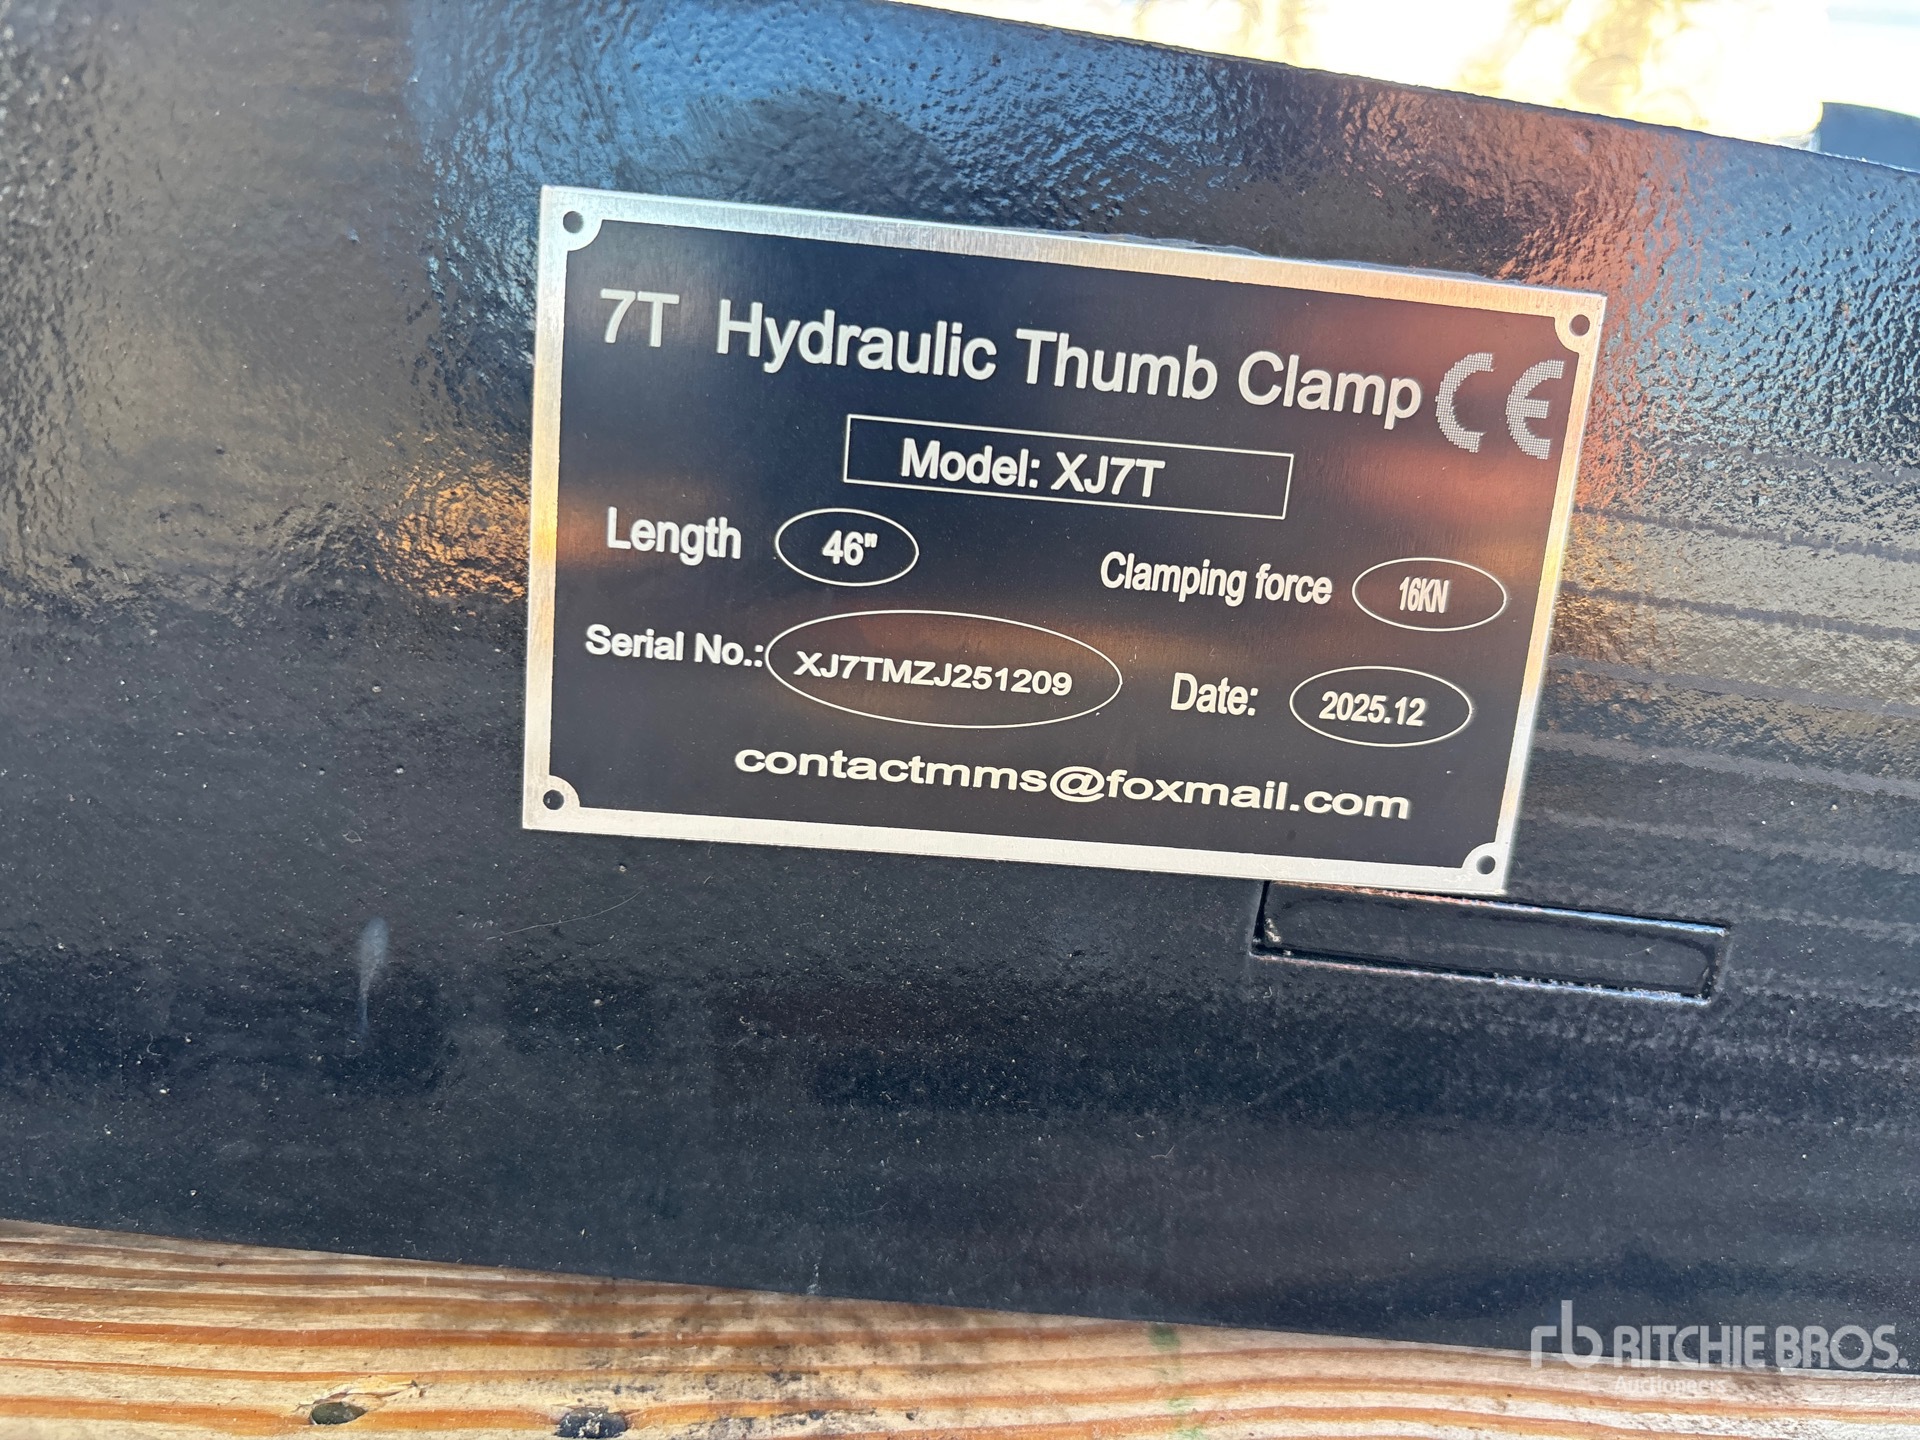 7T Hydraulic Thumb Clamp CE
Model: XJ7T
Length 46" Clamping force 16KN
Serial No.: XJ7TMZJ251209 Date: 2025.12
contactmms@foxmail.com
rb RITCHIE BROS.
Auctioneers